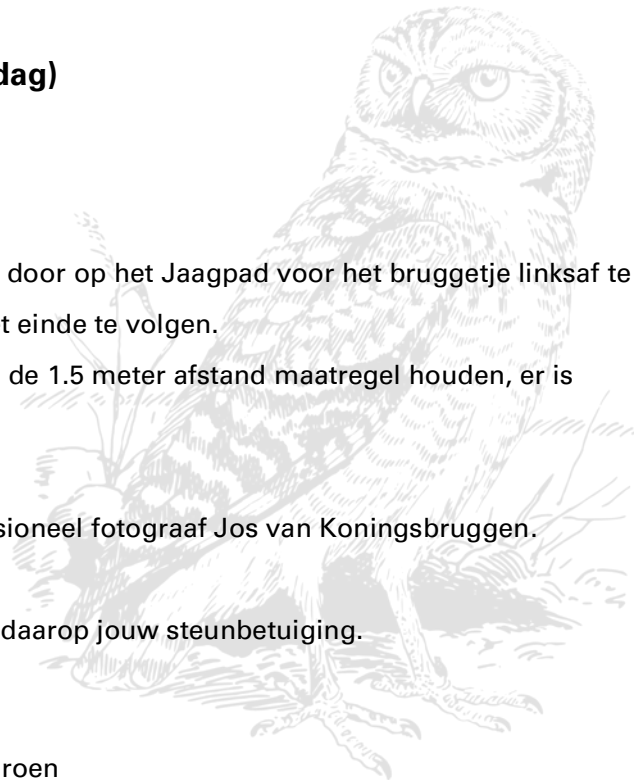 dag)
door op het Jaagpad voor het bruggetje linksaf te
t einde te volgen.
de 1.5 meter afstand maatregel houden, er is
sioneel fotograaf Jos van Koningsbruggen.
daarop jouw steunbetuiging.
roen